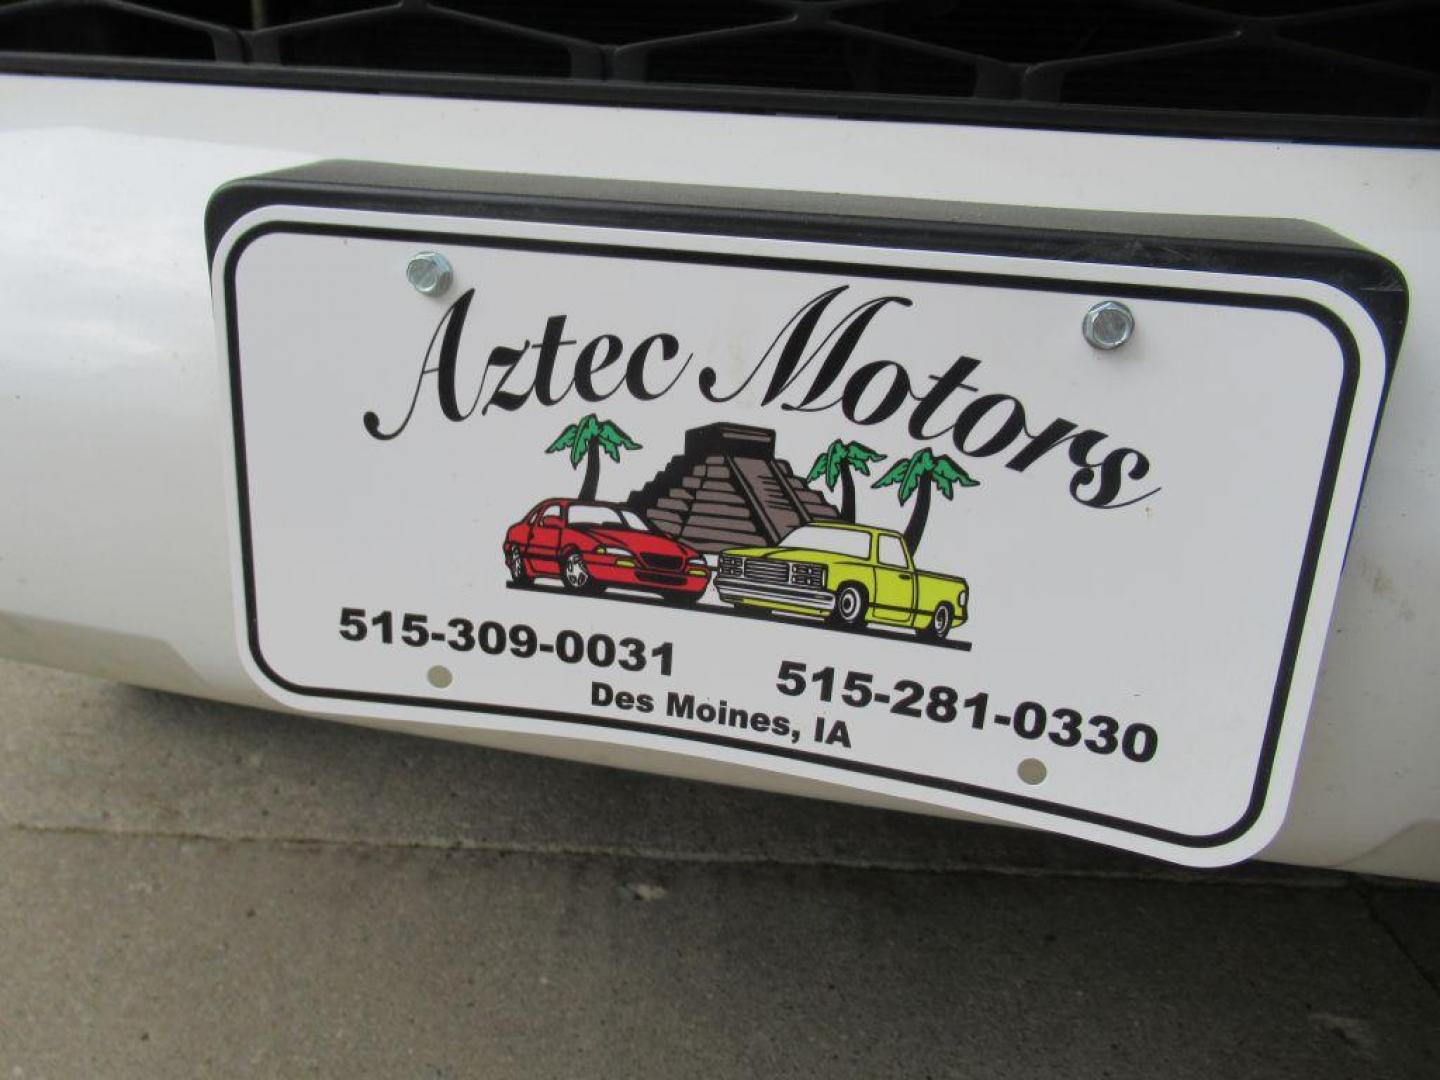 Aztec Motors
515-309-0031 515-281-0330
Des Moines, IA